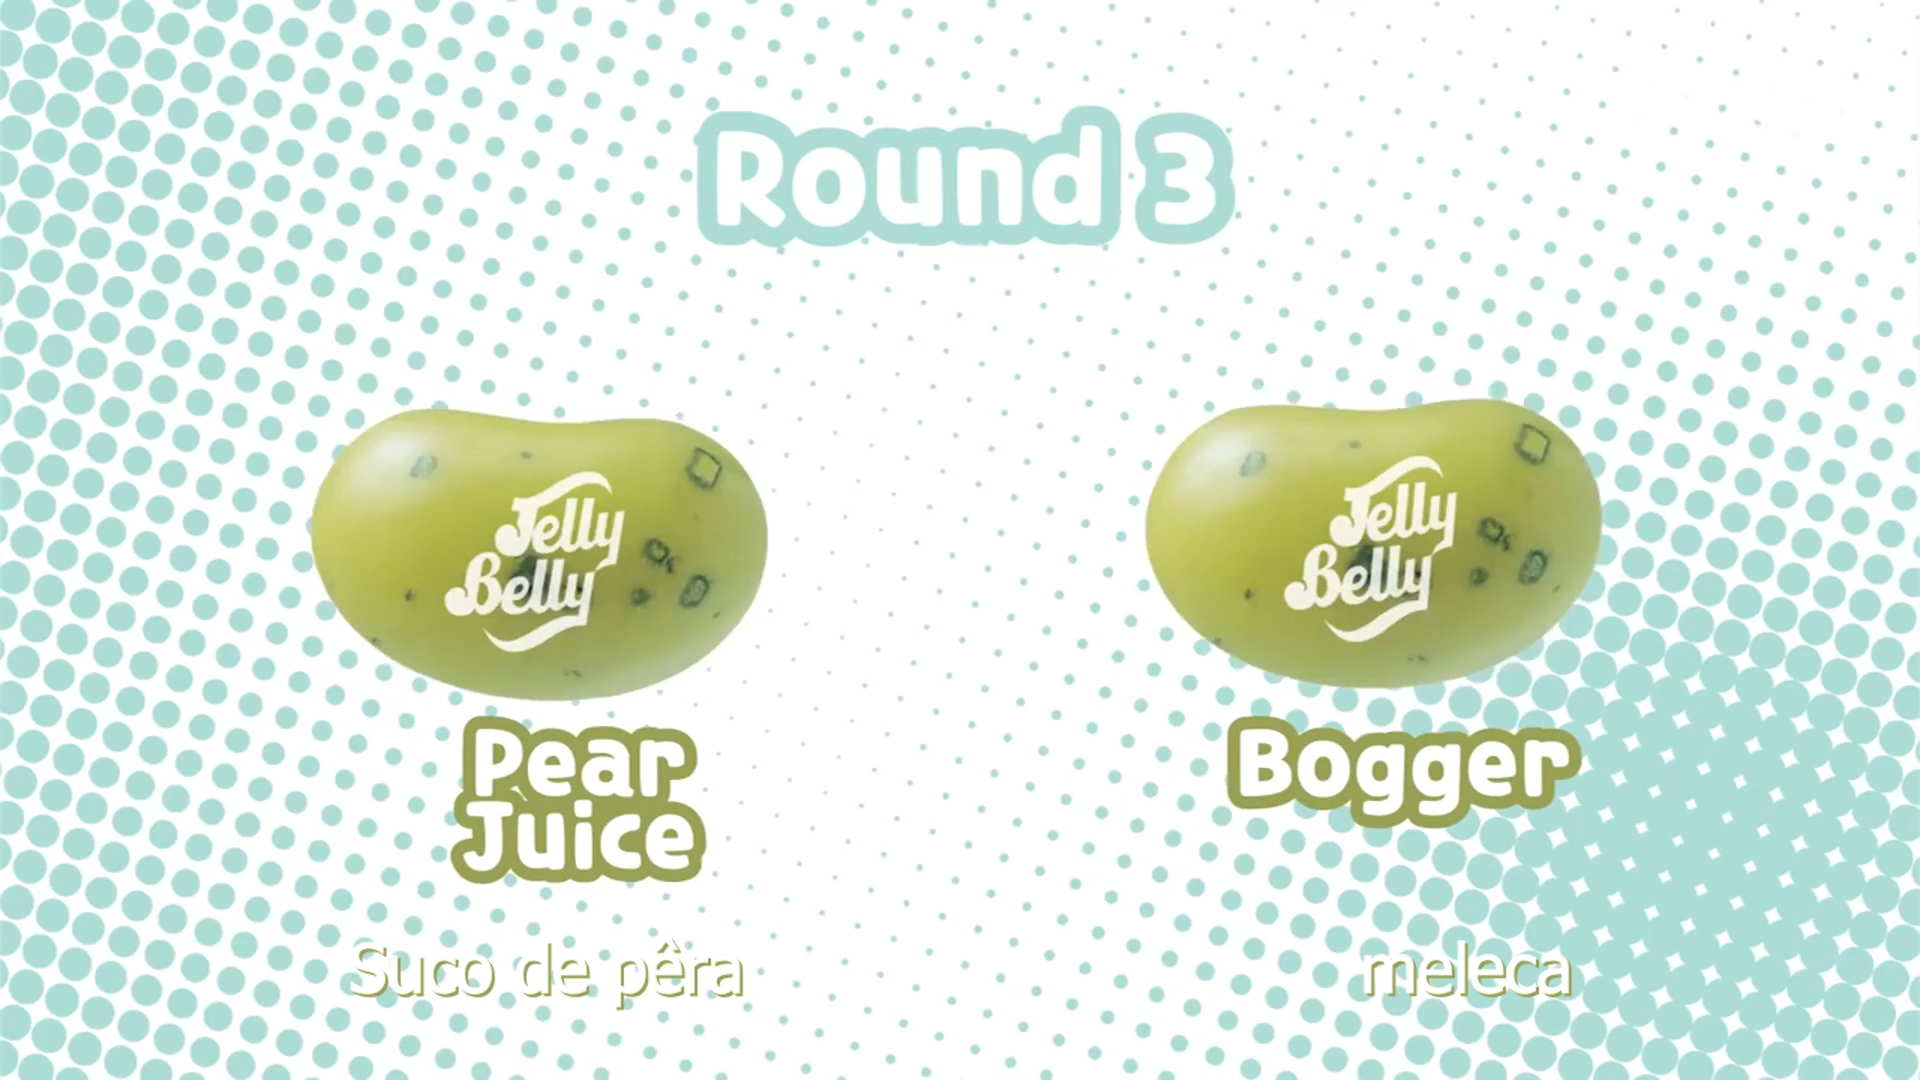 Round 3
Jelly
Belly
Jelly
Belly
Pear
Juice
Bogger
Suco de pêra
meleca